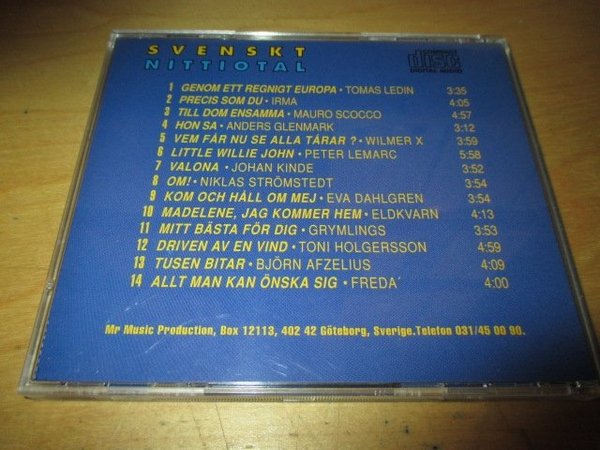 SVENSKT
NITTIOTAL
COMPACT
disc
DIGITAL AUDIO
1 GENOM ETT REGNIGT EUROPA • TOMAS LEDIN 3:35
2 PRECIS SOM DU • IRMA 4:05
3 TILL DOM ENSAMMA • MAURO SCOCCO 4:57
4 HON SA • ANDERS GLENMARK 3:12
5 VEM FÅR NU SE ALLA TÅRAR ? • WILMER X 3:59
6 LITTLE WILLIE JOHN • PETER LEMARC 5:58
7 VALONA • JOHAN KINDE 3:52
8 OM! • NIKLAS STRÖMSTEDT 3:54
9 KOM OCH HÅLL OM MEJ • EVA DAHLGREN 3:54
10 MADELENE, JAG KOMMER HEM • ELDKVARN 4:13
11 MITT BÄSTA FÖR DIG • GRYMLINGS 3:53
12 DRIVEN AV EN VIND • TONI HOLGERSSON 4:59
13 TUSEN BITAR • BJÖRN AFZELIUS 4:09
14 ALLT MAN KAN ÖNSKA SIG • FREDA´ 4:00
Mr Music Production, Box 12113, 402 42 Göteborg, Sverige.Telefon 031/45 00 90.